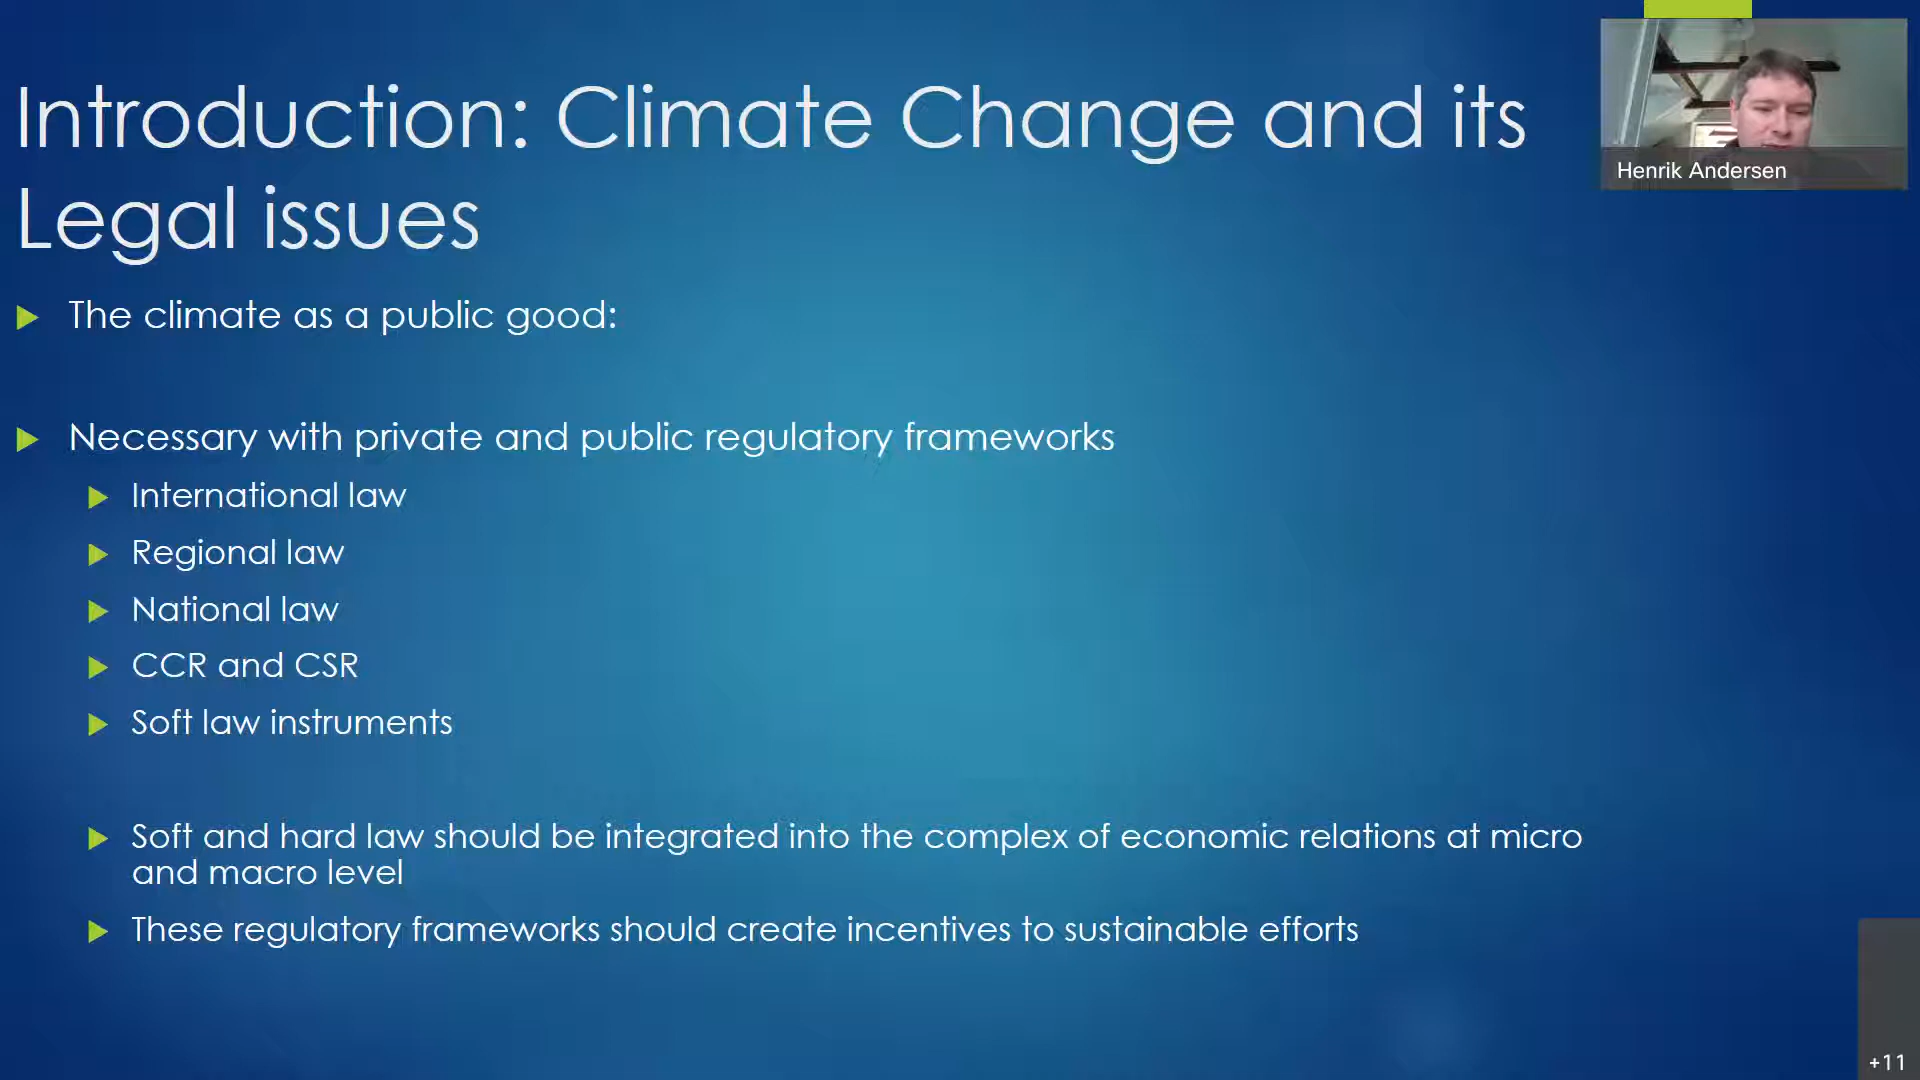 Introduction: Climate Change and its
Legal issues
Henrik Andersen
The climate as a public good:
Necessary with private and public regulatory frameworks
International law
Regional law
National law
CCR and CSR
Soft law instruments
Soft and hard law should be integrated into the complex of economic relations at micro
and macro level
These regulatory frameworks should create incentives to sustainable efforts
+11